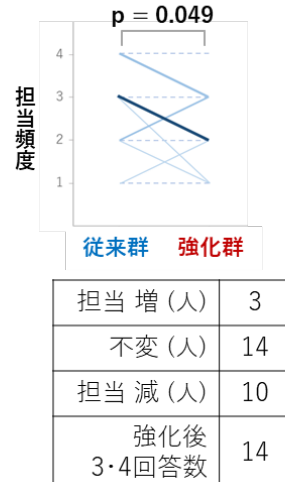 p = 0.049
担当頻度
4
3
2
1
従来群 強化群
担当 増 (人) 3
不変 (人) 14
担当 減 (人) 10
強化後
3・4回答数 14